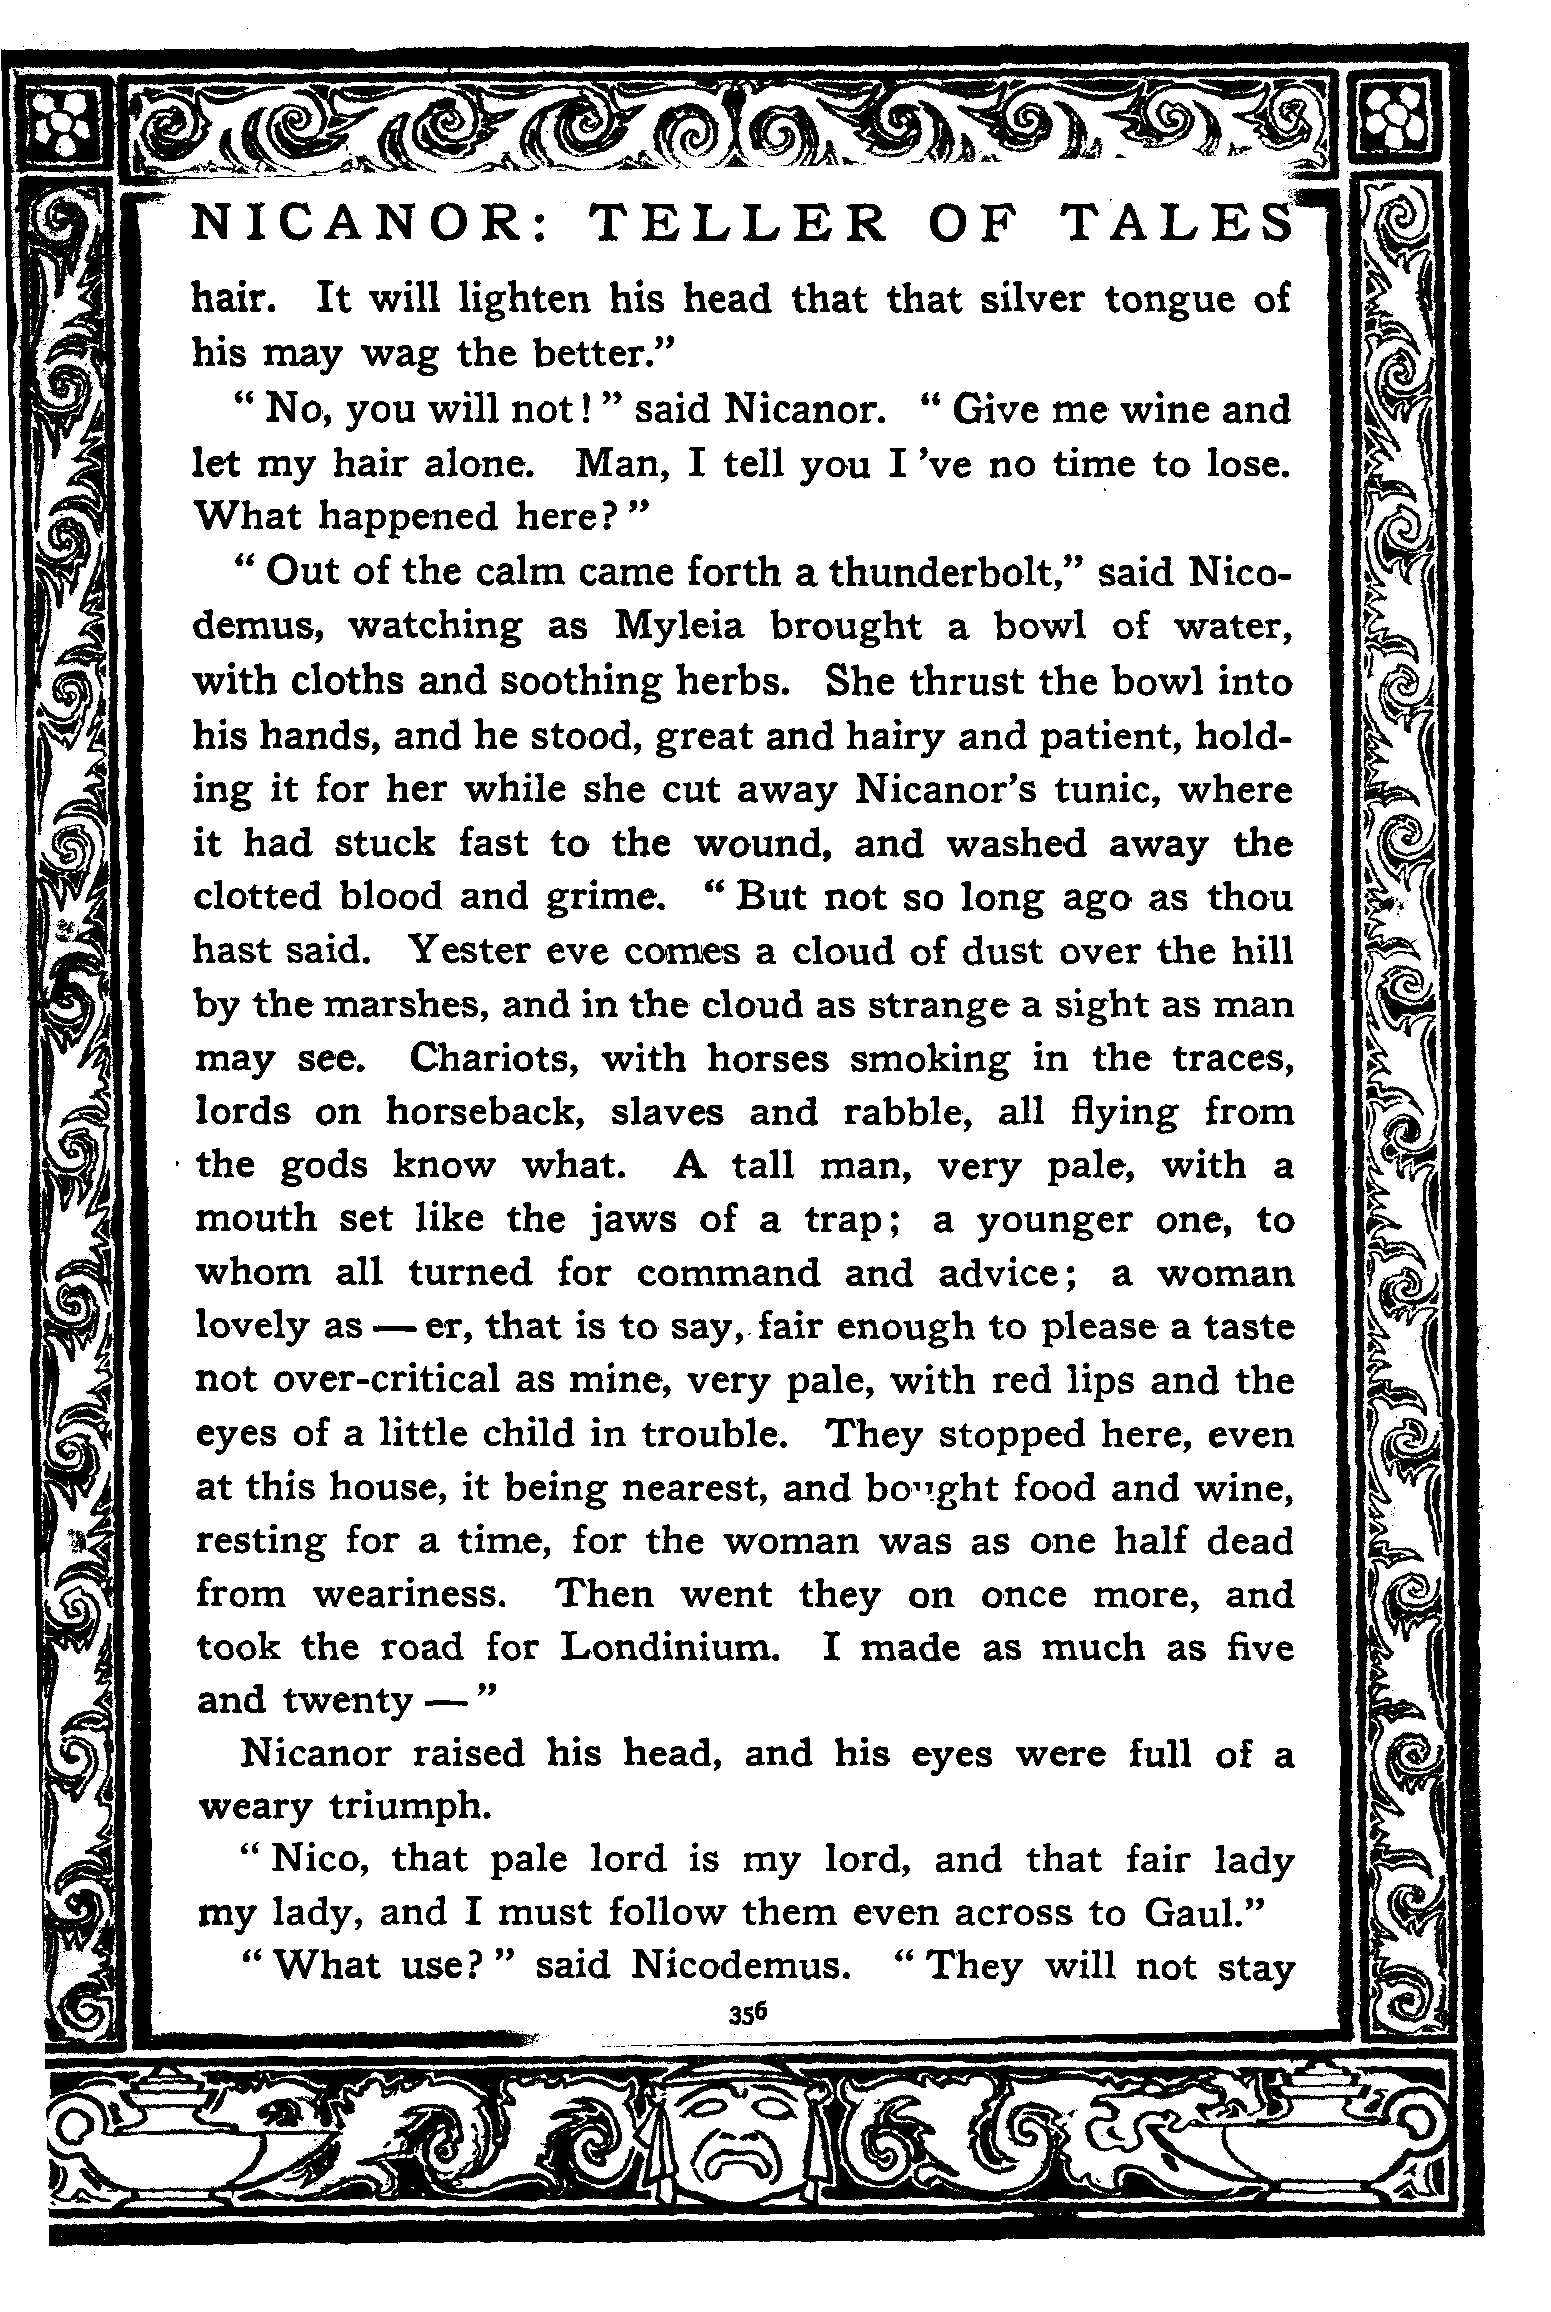 NICANOR: TELLER OF TALES
hair. It will lighten his head that that silver tongue of
his may wag the better.”
“ No, you will not! ” said Nicanor. “ Give me wine and
let my hair alone. Man, I tell you I ’ve no time to lose.
What happened here? ”
“ Out of the calm came forth a thunderbolt,” said Nico-
demus, watching as Myleia brought a bowl of water,
with cloths and soothing herbs. She thrust the bowl into
his hands, and he stood, great and hairy and patient, hold-
ing it for her while she cut away Nicanor’s tunic, where
it had stuck fast to the wound, and washed away the
clotted blood and grime. “ But not so long ago as thou
hast said. Yester eve comes a cloud of dust over the hill
by the marshes, and in the cloud as strange a sight as man
may see. Chariots, with horses smoking in the traces,
lords on horseback, slaves and rabble, all flying from
the gods know what. A tall man, very pale, with a
mouth set like the jaws of a trap; a younger one, to
whom all turned for command and advice; a woman
lovely as — er, that is to say, fair enough to please a taste
not over-critical as mine, very pale, with red lips and the
eyes of a little child in trouble. They stopped here, even
at this house, it being nearest, and bought food and wine,
resting for a time, for the woman was as one half dead
from weariness. Then went they on once more, and
took the road for Londinium. I made as much as five
and twenty — ”
Nicanor raised his head, and his eyes were full of a
weary triumph.
“ Nico, that pale lord is my lord, and that fair lady
my lady, and I must follow them even across to Gaul.”
“ What use? ” said Nicodemus. “ They will not stay
356